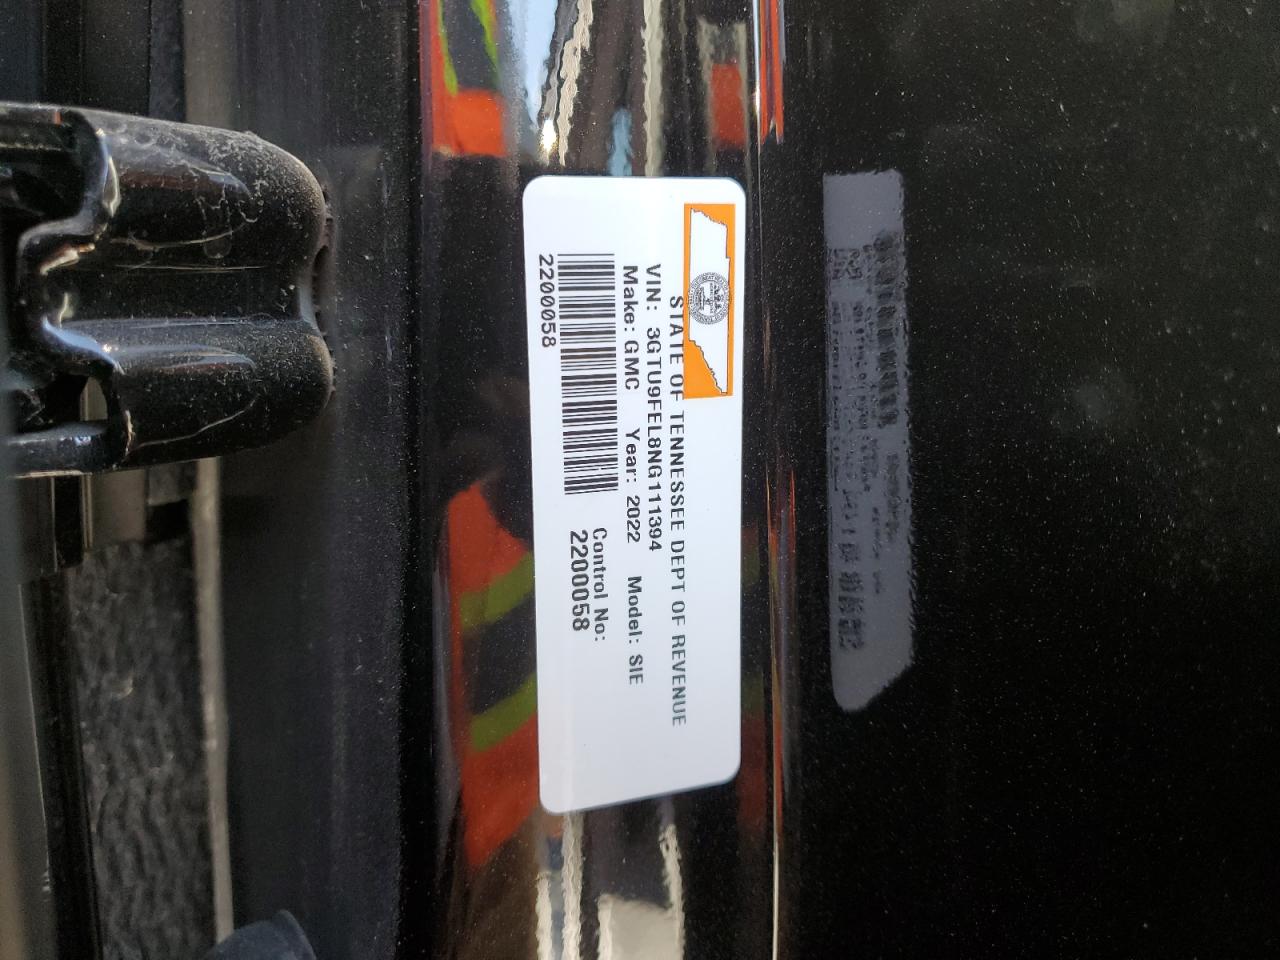 STATE OF TENNESSEE DEPT OF REVENUE
VIN: 3GTU9FEL8NG111394
Make: GMC Year: 2022 Model: SIE
Control No:
2200058
2200058